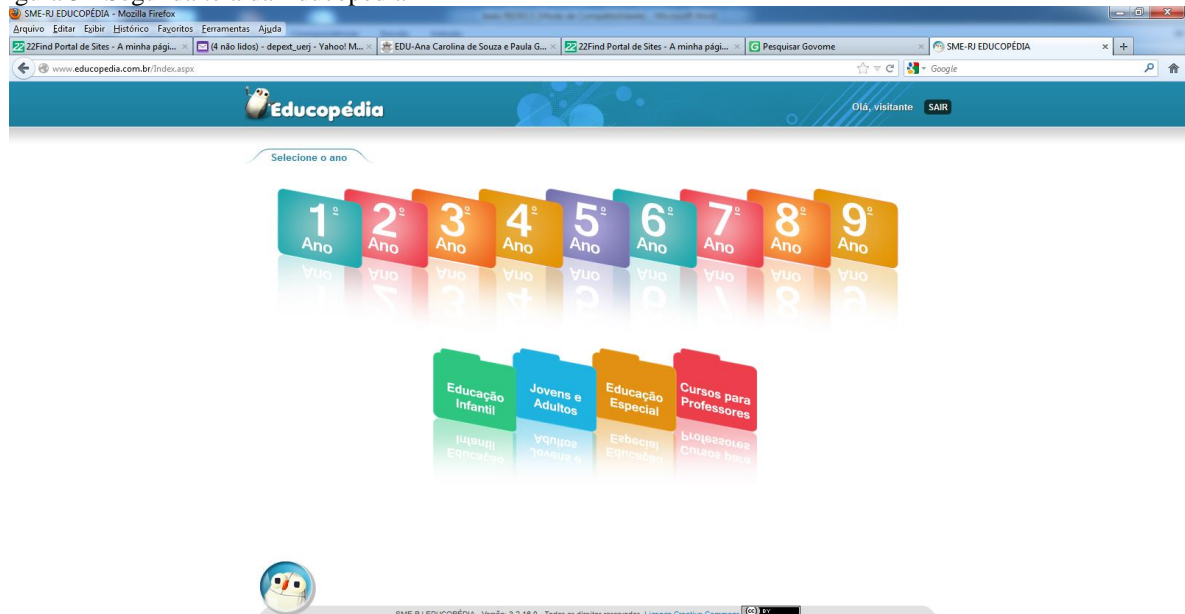 SME-RJ EDUCOPÉDIA - Mozilla Firefox
Arquivo Editar Exibir Histórico Favoritos Ferramentas Ajuda
22Find Portal de Sites - A minha pági... (4 não lidos) - depext_uerj - Yahoo! M... EDU-Ana Carolina de Souza e Paula G... 22Find Portal de Sites - A minha pági... Pesquisar Govome SME-RJ EDUCOPÉDIA
www.educopedia.com.br/Index.aspx Google
Educopédia Olá, visitante SAIR
Selecione o ano
1º Ano 2º Ano 3º Ano 4º Ano 5º Ano 6º Ano 7º Ano 8º Ano 9º Ano
Educação Infantil Jovens e Adultos Educação Especial Cursos para Professores